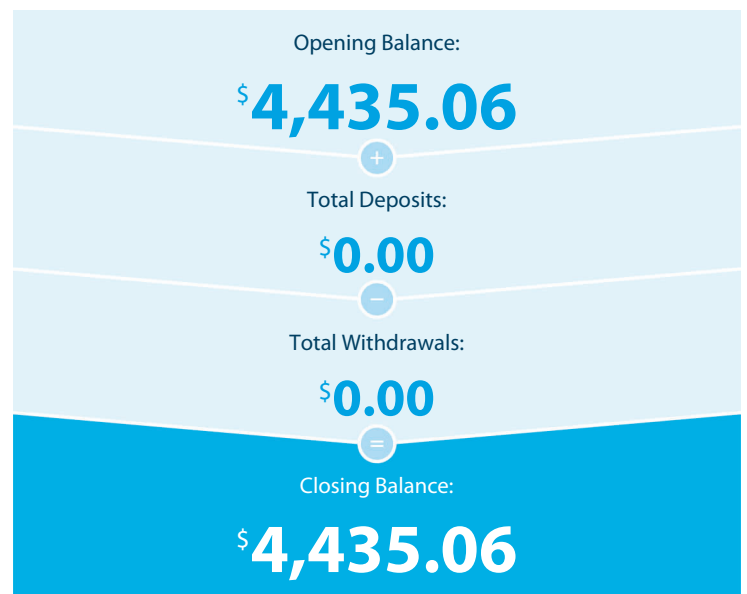 Opening Balance:
$4,435.06
+
Total Deposits:
$0.00
−
Total Withdrawals:
$0.00
=
Closing Balance:
$4,435.06